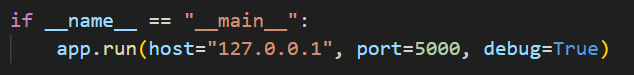 if __name__ == "__main__":
    app.run(host="127.0.0.1", port=5000, debug=True)